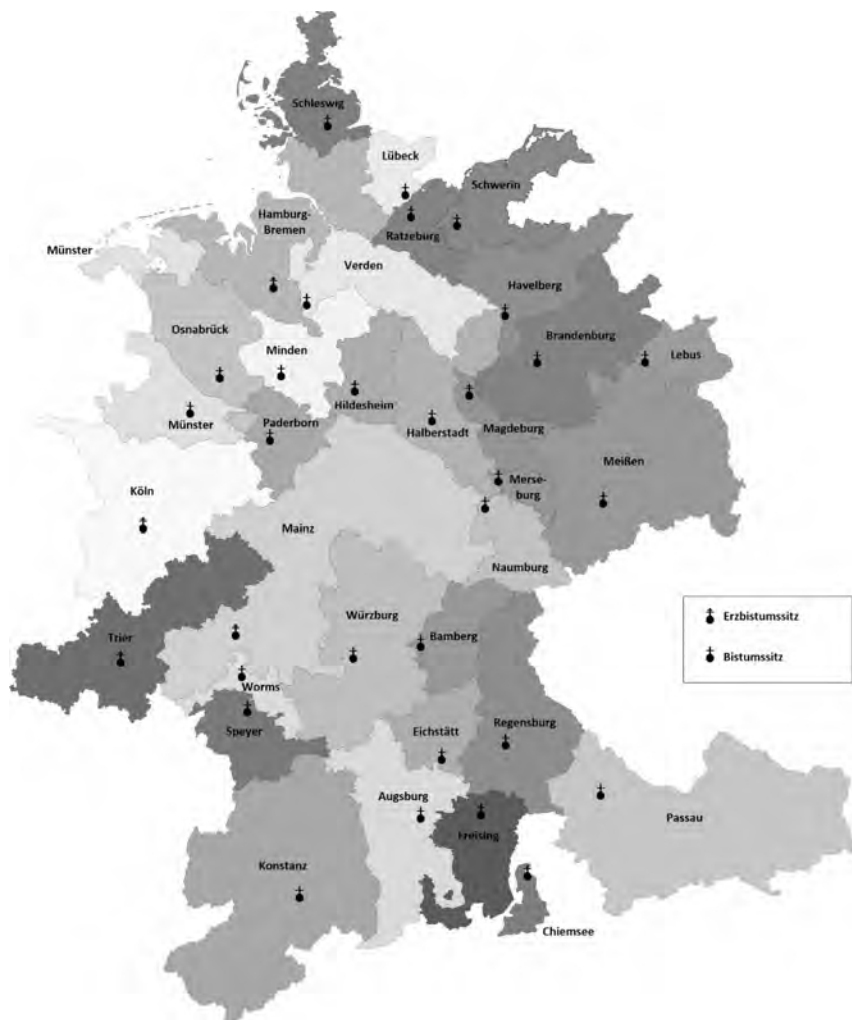 Schleswig
Lübeck
Schwerin
Hamburg-
Bremen
Ratzeburg
Münster
Verden
Havelberg
Osnabrück
Brandenburg
Minden
Lebus
Hildesheim
Münster
Paderborn
Halberstadt
Magdeburg
Meißen
Merse-
burg
Köln
Mainz
Naumburg
Würzburg
Erzbistumssitz
Trier
Bamberg
Bistumssitz
Worms
Speyer
Eichstätt
Regensburg
Augsburg
Passau
Freising
Konstanz
Chiemsee